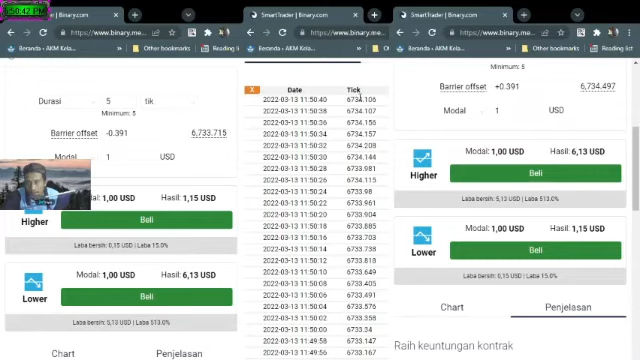 50:42 PM
SmartTrader | Binary.com
SmartTrader | Binary.com
SmartTrader | Binary.com
www.binary.me...
www.binary.me...
www.binary.me...
Beranda ‹ AKM Kela...
Other bookmarks
Reading list
Beranda ‹ AKM Kela...
Other bookmarks
Reading list
Beranda ‹ AKM Kela...
Other bookmarks
Reading list
Durasi
5
tik
Minimum: 5
Barrier offset
-0.391
6,733.715
Modal
1
USD
Modal: 1,00 USD
Hasil: 1,15 USD
Higher
Beli
Laba bersih: 0,15 USD | Laba 15.0%
Modal: 1,00 USD
Hasil: 6,13 USD
Lower
Beli
Laba bersih: 5,13 USD | Laba 513.0%
Chart
Penjelasan
X
Date
Tick
2022-03-13 11:50:40
6734.106
2022-03-13 11:50:38
6734.107
2022-03-13 11:50:36
6734.156
2022-03-13 11:50:34
6734.157
2022-03-13 11:50:32
6734.208
2022-03-13 11:50:30
6734.144
2022-03-13 11:50:28
6733.981
2022-03-13 11:50:26
6734.115
2022-03-13 11:50:24
6733.98
2022-03-13 11:50:22
6733.961
2022-03-13 11:50:20
6733.904
2022-03-13 11:50:18
6733.885
2022-03-13 11:50:16
6733.703
2022-03-13 11:50:14
6733.738
2022-03-13 11:50:12
6733.818
2022-03-13 11:50:10
6733.649
2022-03-13 11:50:08
6733.405
2022-03-13 11:50:06
6733.491
2022-03-13 11:50:04
6733.576
2022-03-13 11:50:02
6733.358
2022-03-13 11:50:00
6733.34
2022-03-13 11:49:58
6733.147
2022-03-13 11:49:56
6733.167
Minimum: 5
Barrier offset
+0.391
6,734.497
Modal
1
USD
Modal: 1,00 USD
Hasil: 6,13 USD
Higher
Beli
Laba bersih: 5,13 USD | Laba 513.0%
Modal: 1,00 USD
Hasil: 1,15 USD
Lower
Beli
Laba bersih: 0,15 USD | Laba 15.0%
Chart
Penjelasan
Raih keuntungan kontrak